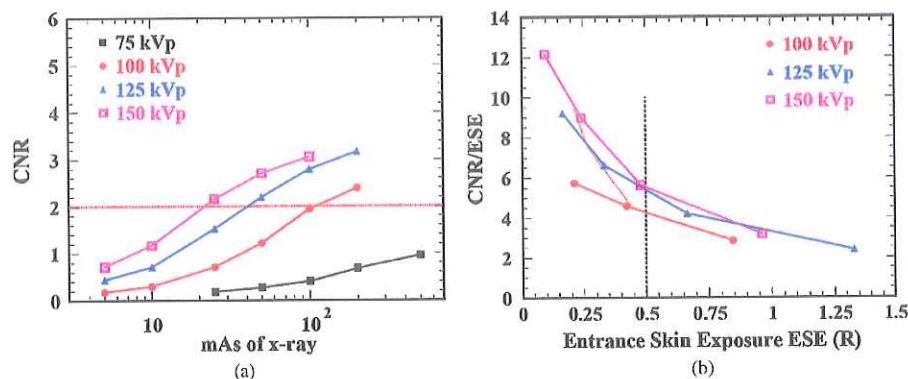 6
5
4
3
2
1
0
CNR
75 kVp
100 kVp
125 kVp
150 kVp
10
10²
mAs of x-ray
(a)
14
12
10
8
6
4
2
0
CNR/ESE
100 kVp
125 kVp
150 kVp
0
0.25
0.5
0.75
1
1.25
1.5
Entrance Skin Exposure ESE (R)
(b)